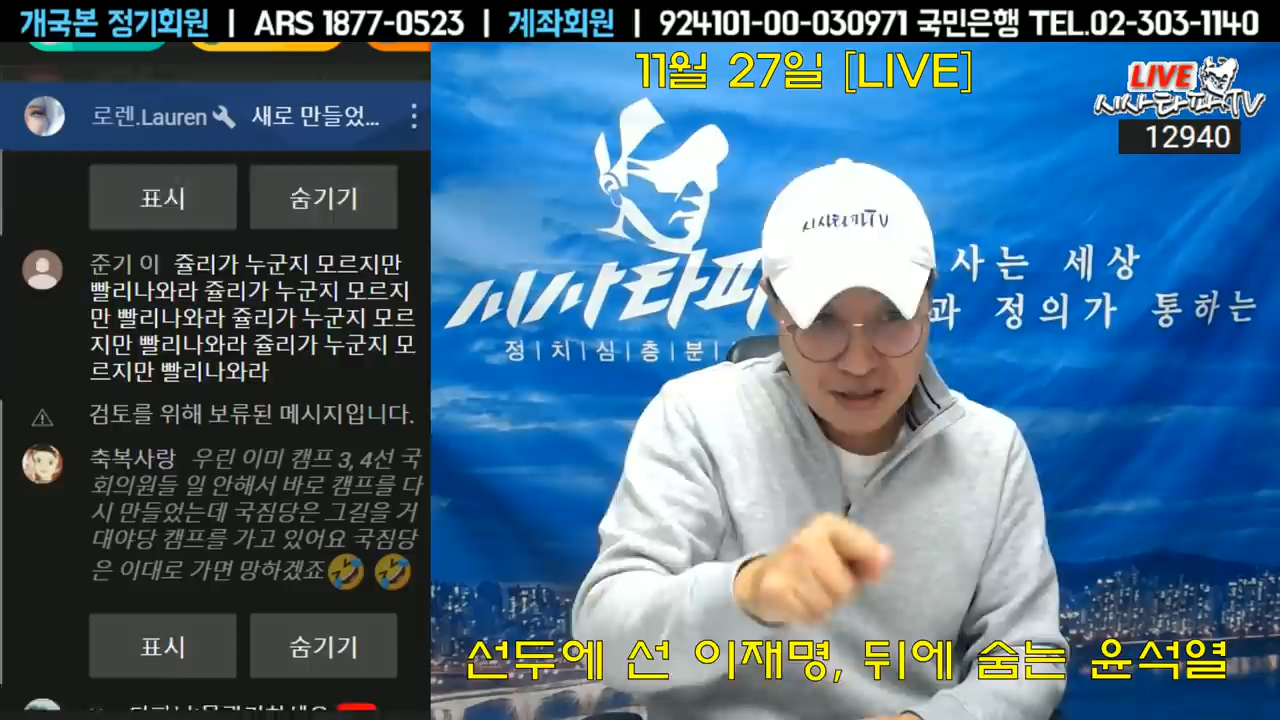 개국본 정기회원 | ARS 1877-0523 | 계좌회원 | 924101-00-030971 국민은행 TEL.02-303-1140
로렌.Lauren 새로 만들었...
표시 숨기기
준기 이 쥴리가 누군지 모르지만
빨리나와라 쥴리가 누군지 모르지
만 빨리나와라 쥴리가 누군지 모르
지만 빨리나와라 쥴리가 누군지 모
르지만 빨리나와라
검토를 위해 보류된 메시지입니다.
축복사랑 우린 이미 캠프 3, 4선 국
회의원들 일 안해서 바로 캠프를 다
시 만들었는데 국짐당은 그길을 거
대야당 캠프를 가고 있어요 국짐당
은 이대로 가면 망하겠죠
표시 숨기기
11월 27일 [LIVE]
LIVE
시사타파TV
12940
시사타파TV
시사타파
정|치|심|층|분|
사는 세상
과 정의가 통하는
선두에 선 이재명, 뒤에 숨는 윤석열